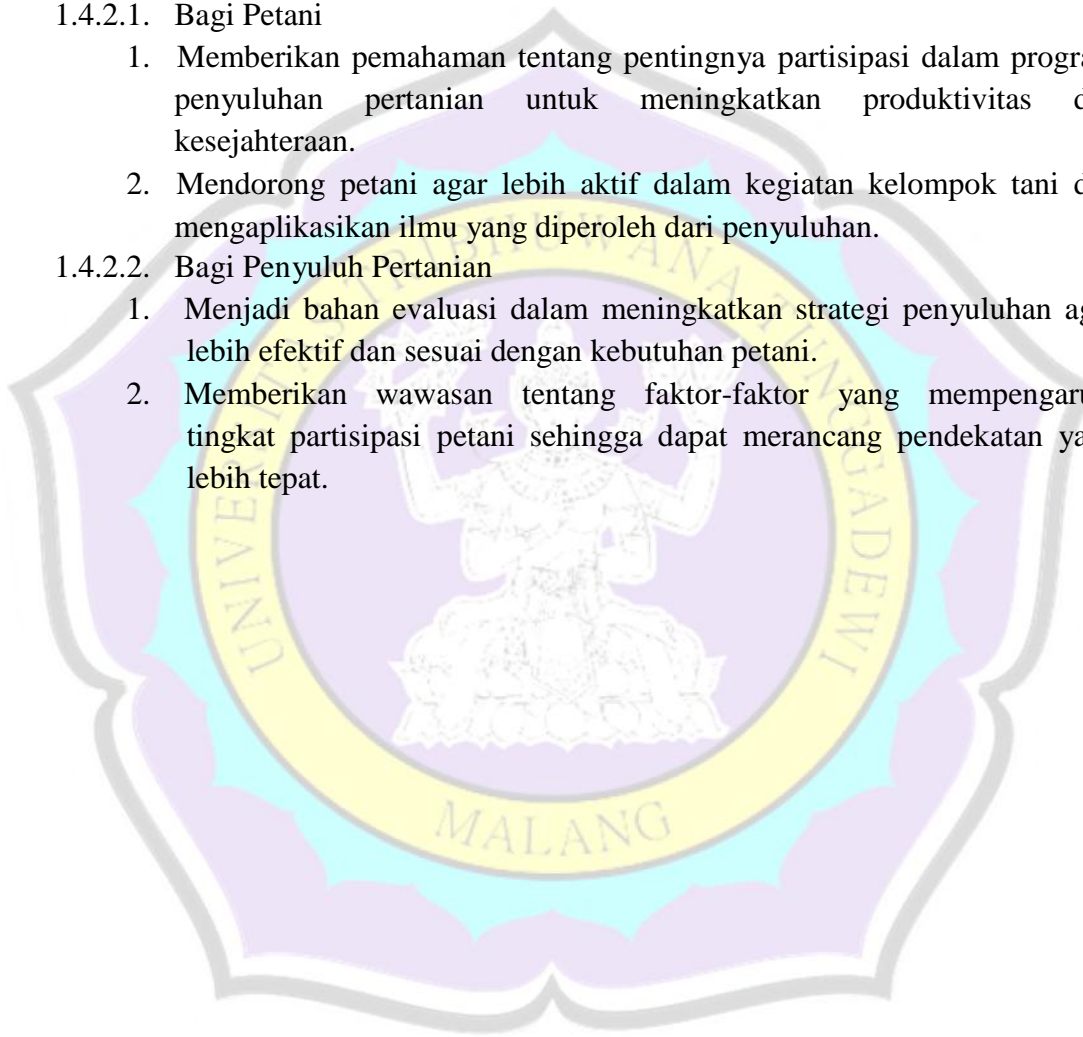 1.4.2.1. Bagi Petani
1. Memberikan pemahaman tentang pentingnya partisipasi dalam progra
penyuluhan pertanian untuk meningkatkan produktivitas d
kesejahteraan.
2. Mendorong petani agar lebih aktif dalam kegiatan kelompok tani d
mengaplikasikan ilmu yang diperoleh dari penyuluhan.
1.4.2.2. Bagi Penyuluh Pertanian
1. Menjadi bahan evaluasi dalam meningkatkan strategi penyuluhan ag
lebih efektif dan sesuai dengan kebutuhan petani.
2. Memberikan wawasan tentang faktor-faktor yang mempengaru
tingkat partisipasi petani sehingga dapat merancang pendekatan ya
lebih tepat.
UNIVERSITAS TRIBHUWANA TUNGGADEWI
MALANG